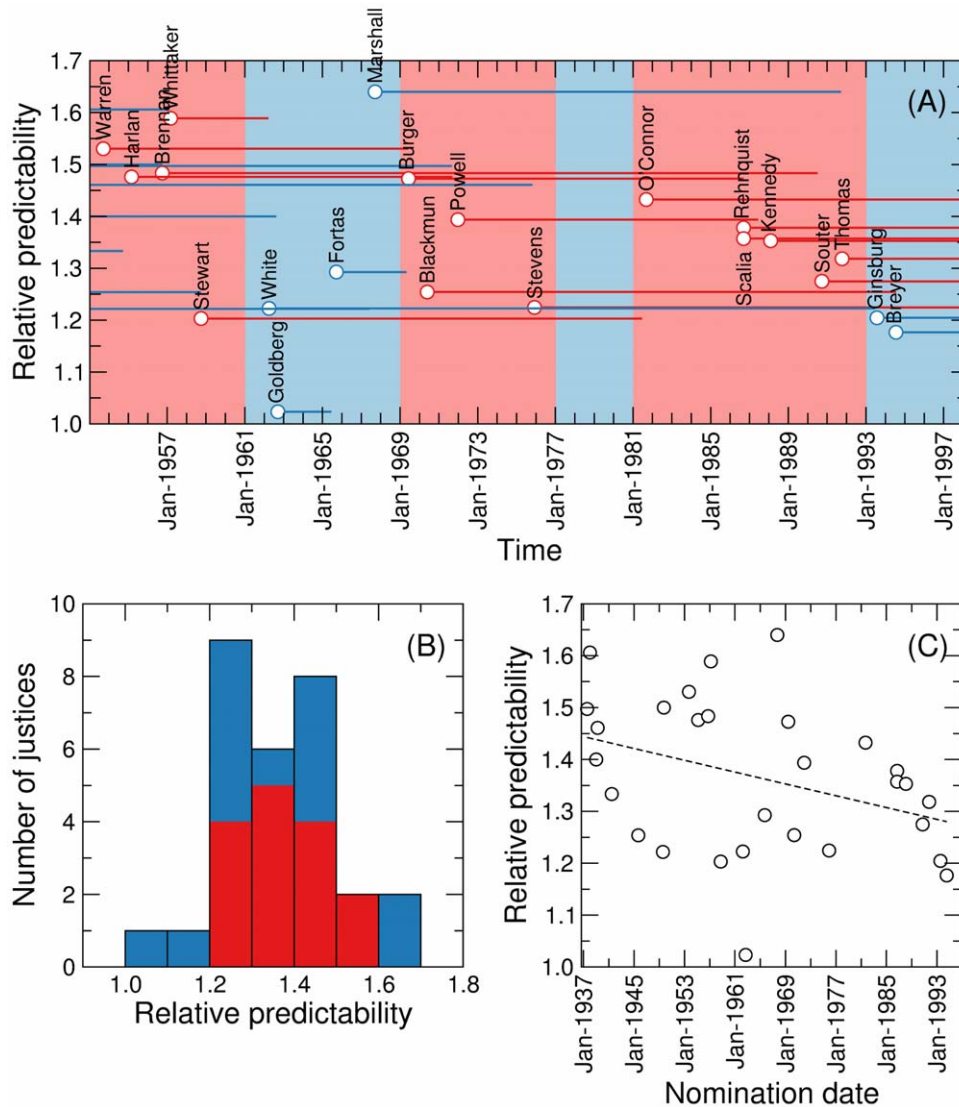 (A)
Relative predictability
1.7
1.6
1.5
1.4
1.3
1.2
1.1
1.0
Warren
Harlan
Brennan
Whittaker
Stewart
White
Goldberg
Fortas
Marshall
Burger
Blackmun
Powell
Stevens
O'Connor
Rehnquist
Scalia
Kennedy
Souter
Thomas
Ginsburg
Breyer
Jan-1957
Jan-1961
Jan-1965
Jan-1969
Jan-1973
Jan-1977
Jan-1981
Jan-1985
Jan-1989
Jan-1993
Jan-1997
Time
(B)
Number of justices
10
8
6
4
2
0
1.0
1.2
1.4
1.6
1.8
Relative predictability
(C)
Relative predictability
1.7
1.6
1.5
1.4
1.3
1.2
1.1
1.0
Jan-1937
Jan-1945
Jan-1953
Jan-1961
Jan-1969
Jan-1977
Jan-1985
Jan-1993
Nomination date